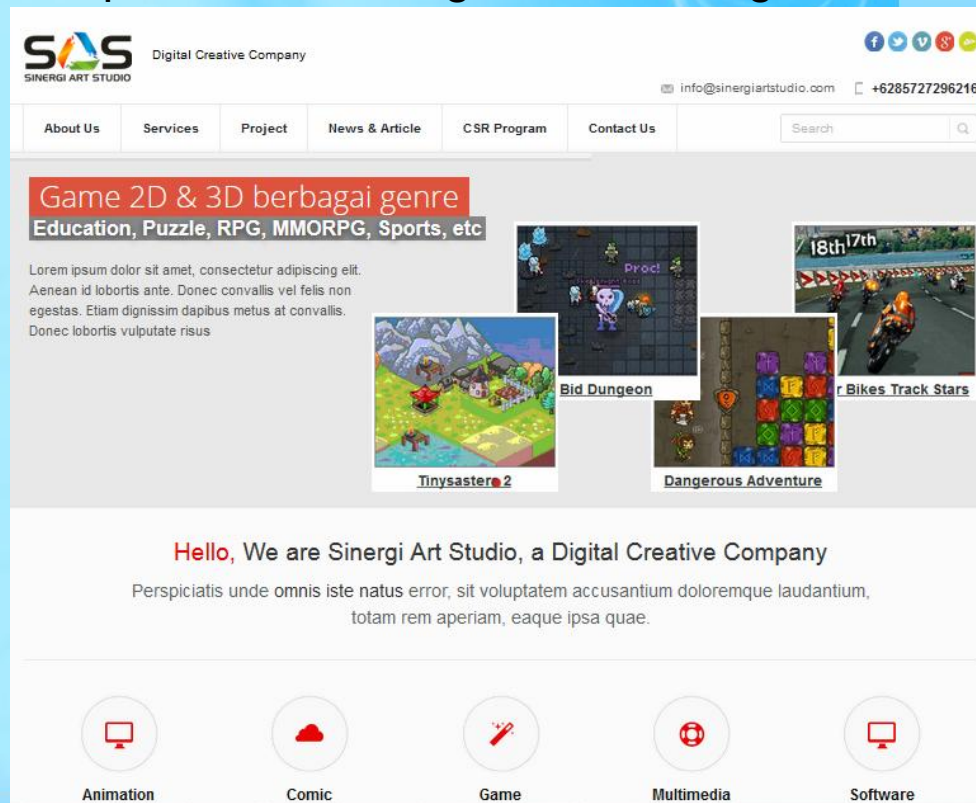 SAS
SINERGI ART STUDIO
Digital Creative Company
info@sinergiartstudio.com
+6285727296216
About Us
Services
Project
News & Article
CSR Program
Contact Us
Search
Game 2D & 3D berbagai genre
Education, Puzzle, RPG, MMORPG, Sports, etc
Lorem ipsum dolor sit amet, consectetur adipiscing elit.
Aenean id lobortis ante. Donec convallis vel felis non
egestas. Etiam dignissim dapibus metus at convallis.
Donec lobortis vulputate risus
Proc!
18th 17th
Bid Dungeon
r Bikes Track Stars
Dangerous Adventure
2
Hello, We are Sinergi Art Studio, a Digital Creative Company
Perspiciatis unde omnis iste natus error, sit voluptatem accusantium doloremque laudantium,
totam rem aperiam, eaque ipsa quae.
Animation
Comic
Game
Multimedia
Software